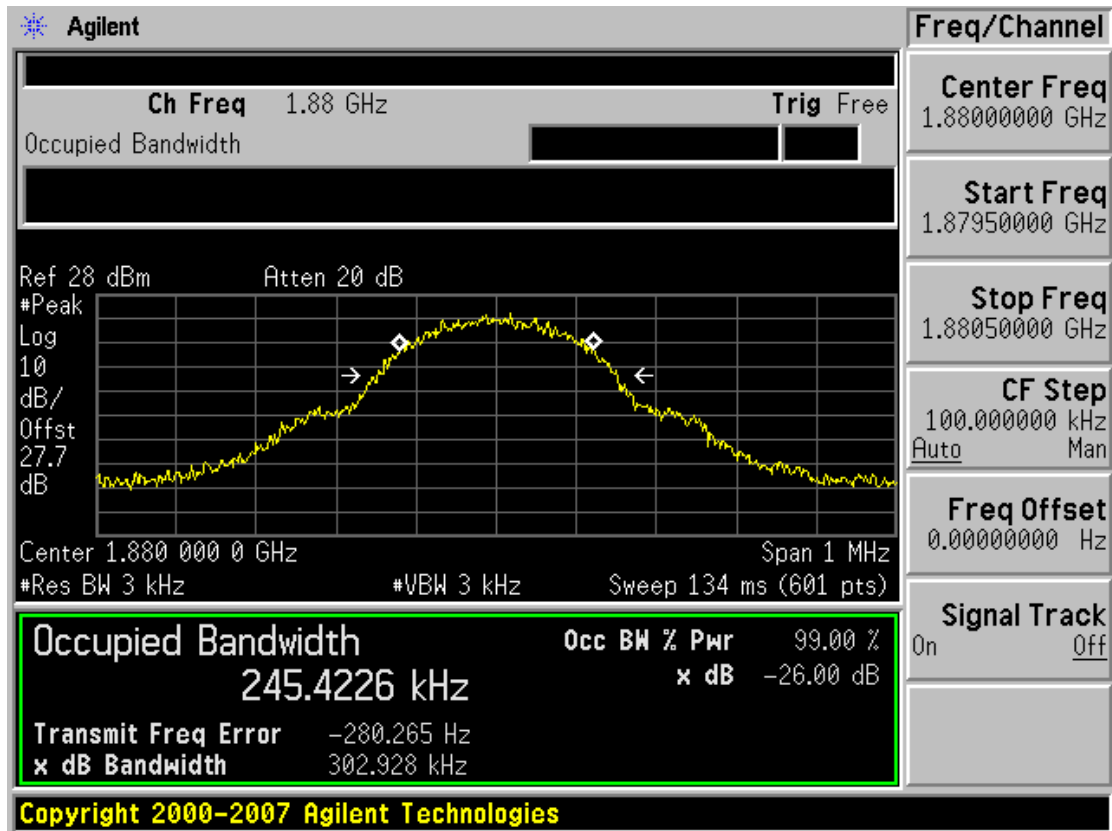 Agilent
Freq/Channel
Ch Freq 1.88 GHz Trig Free
Occupied Bandwidth
Center Freq
1.88000000 GHz
Start Freq
1.87950000 GHz
Stop Freq
1.88050000 GHz
CF Step
100.000000 kHz
Auto Man
Freq Offset
0.00000000 Hz
Signal Track
On Off
Ref 28 dBm Atten 20 dB
#Peak
Log
10
dB/
Offst
27.7
dB
Center 1.880 000 0 GHz Span 1 MHz
#Res BW 3 kHz #VBW 3 kHz Sweep 134 ms (601 pts)
Occupied Bandwidth
245.4226 kHz
Occ BW % Pwr 99.00 %
x dB -26.00 dB
Transmit Freq Error -280.265 Hz
x dB Bandwidth 302.928 kHz
Copyright 2000-2007 Agilent Technologies